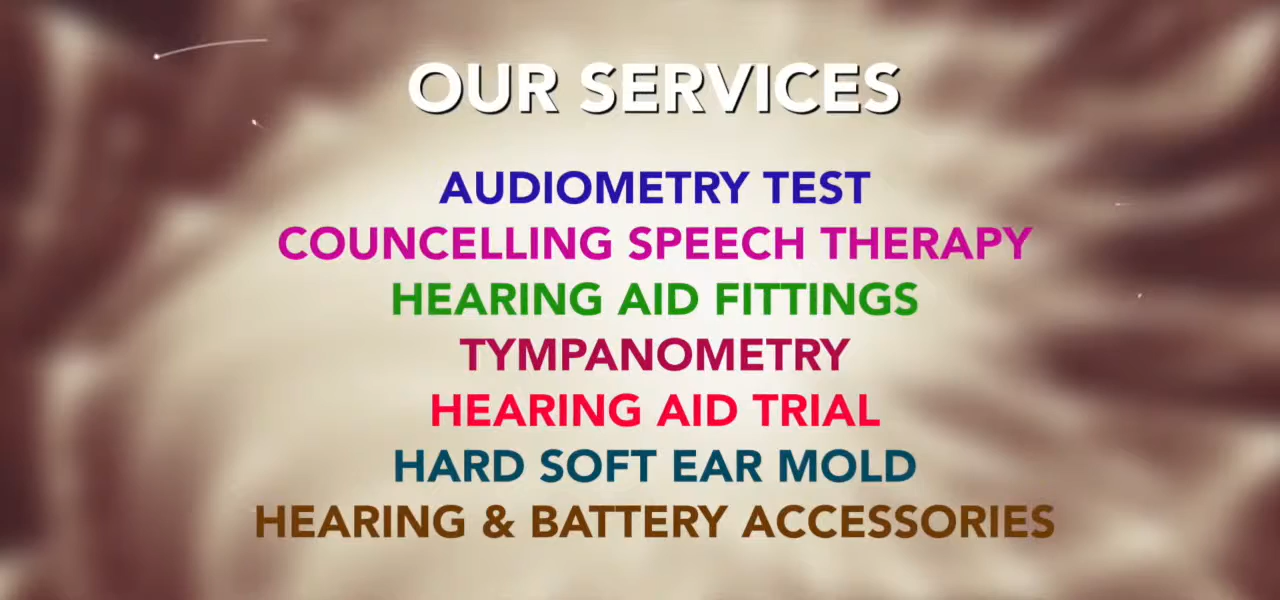 OUR SERVICES
AUDIOMETRY TEST
COUNCELLING SPEECH THERAPY
HEARING AID FITTINGS
TYMPANOMETRY
HEARING AID TRIAL
HARD SOFT EAR MOLD
HEARING & BATTERY ACCESSORIES